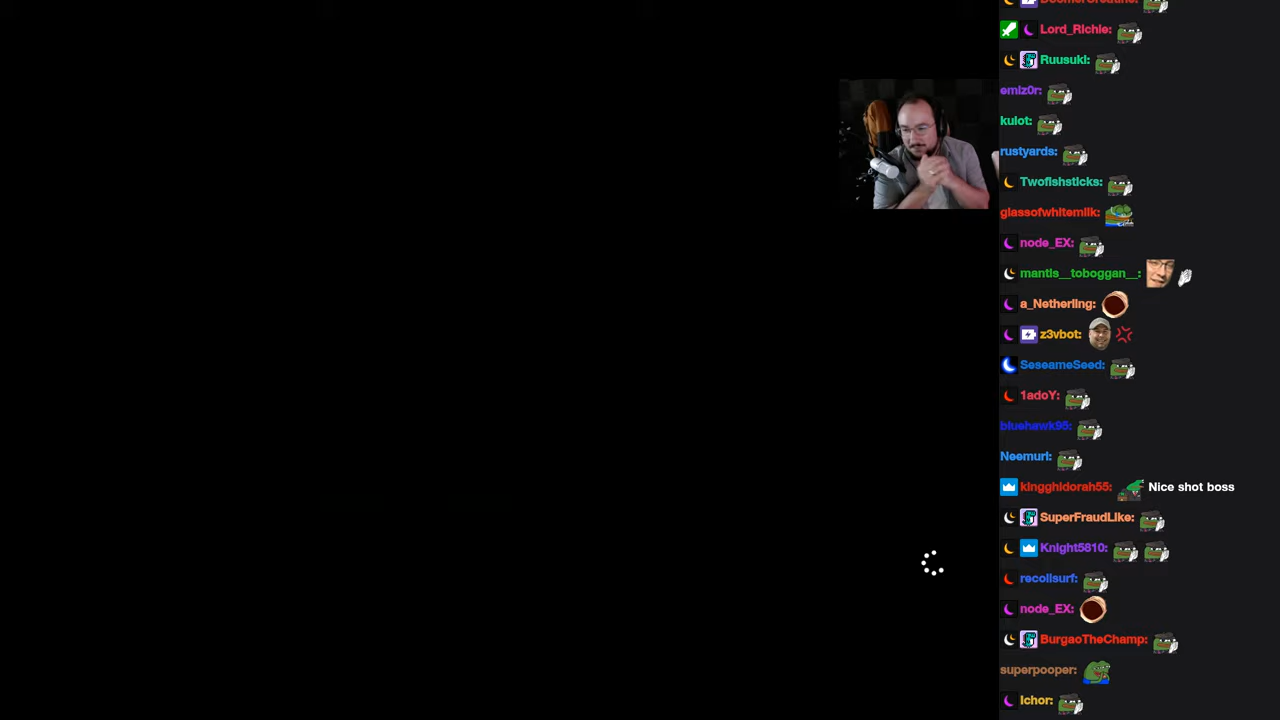 Lord_Richie:
Ruusuki:
emiz0r:
kulot:
rustyards:
Twofishsticks:
glassofwhitemilk:
node_EX:
mantis__toboggan__:
a_Netherling:
z3vbot:
SeseameSeed:
1adoY:
bluehawk95:
Neemuri:
kingghidorah55: Nice shot boss
SuperFraudLike:
Knight5810:
recoilsurf:
node_EX:
BurgaoTheChamp:
superpooper:
Ichor: